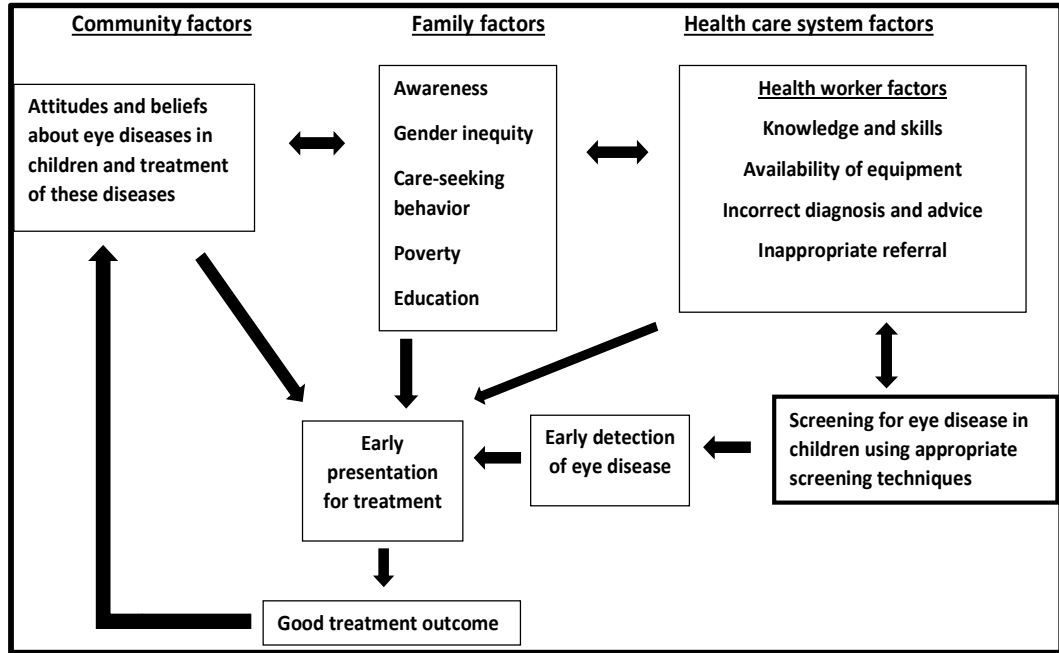 Community factors
Family factors
Health care system factors
Attitudes and beliefs
about eye diseases in
children and treatment
of these diseases
Awareness
Gender inequity
Care-seeking
behavior
Poverty
Education
Health worker factors
Knowledge and skills
Availability of equipment
Incorrect diagnosis and advice
Inappropriate referral
Early
presentation
for treatment
Early detection
of eye disease
Screening for eye disease in
children using appropriate
screening techniques
Good treatment outcome